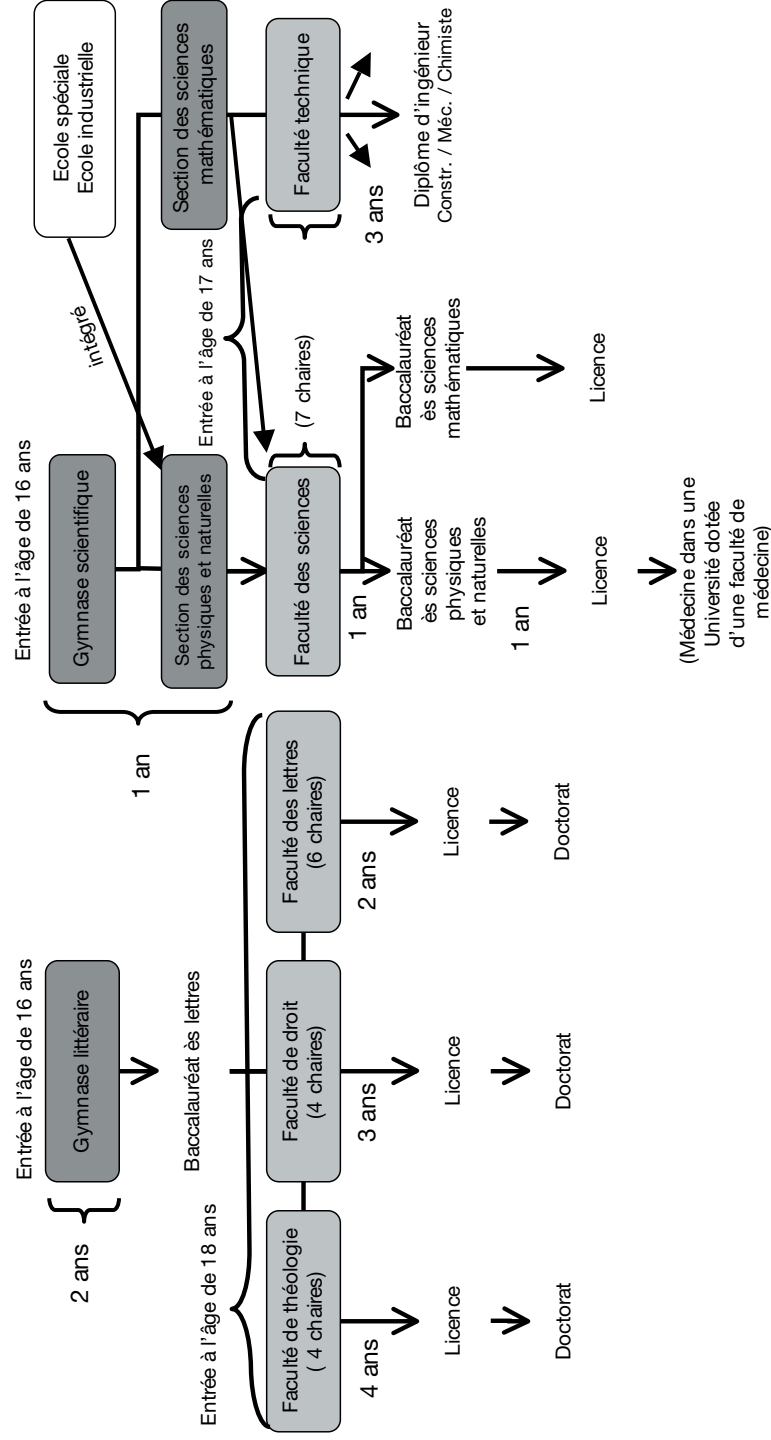 Entrée à l'âge de 16 ans
Gymnase littéraire
2 ans
Baccalauréat ès lettres
Entrée à l'âge de 18 ans
Faculté de théologie
( 4 chaires)
4 ans
Licence
Doctorat
Faculté de droit
(4 chaires)
3 ans
Licence
Doctorat
Faculté des lettres
(6 chaires)
2 ans
Licence
Doctorat
Entrée à l'âge de 16 ans
Gymnase scientifique
1 an
Section des sciences
physiques et naturelles
intégré
Ecole spéciale
Ecole industrielle
Section des sciences
mathématiques
Entrée à l'âge de 17 ans
Faculté des sciences
(7 chaires)
1 an
Baccalauréat
ès sciences
physiques
et naturelles
1 an
Licence
(Médecine dans une
Université dotée
d'une faculté de
médecine)
Baccalauréat
ès sciences
mathématiques
Licence
Faculté technique
3 ans
Diplôme d'ingénieur
Constr. / Méc. / Chimiste